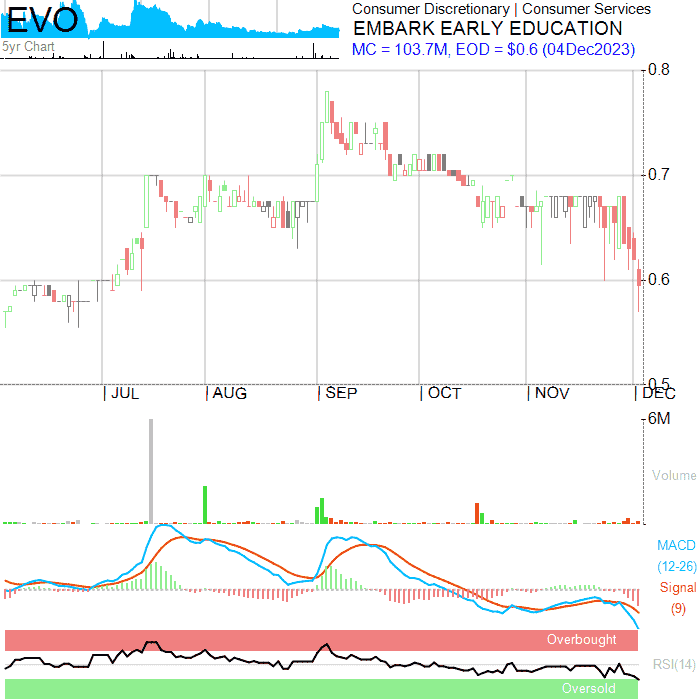 EVO
5yr Chart
Consumer Discretionary | Consumer Services
EMBARK EARLY EDUCATION
MC = 103.7M, EOD = $0.6 (04Dec2023)
0.8
0.7
0.6
0.5
JUL
AUG
SEP
OCT
NOV
DEC
6M
Volume
MACD
(12-26)
Signal
(9)
Overbought
RSI(14)
Oversold